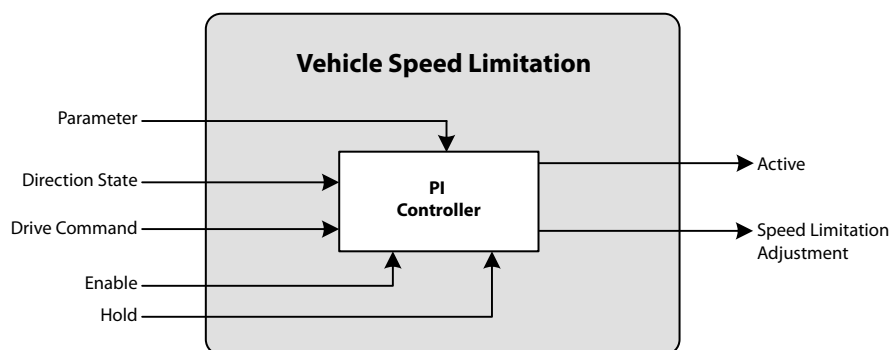 Vehicle Speed Limitation
Parameter
Direction State
Drive Command
Enable
Hold
PI
Controller
Active
Speed Limitation
Adjustment